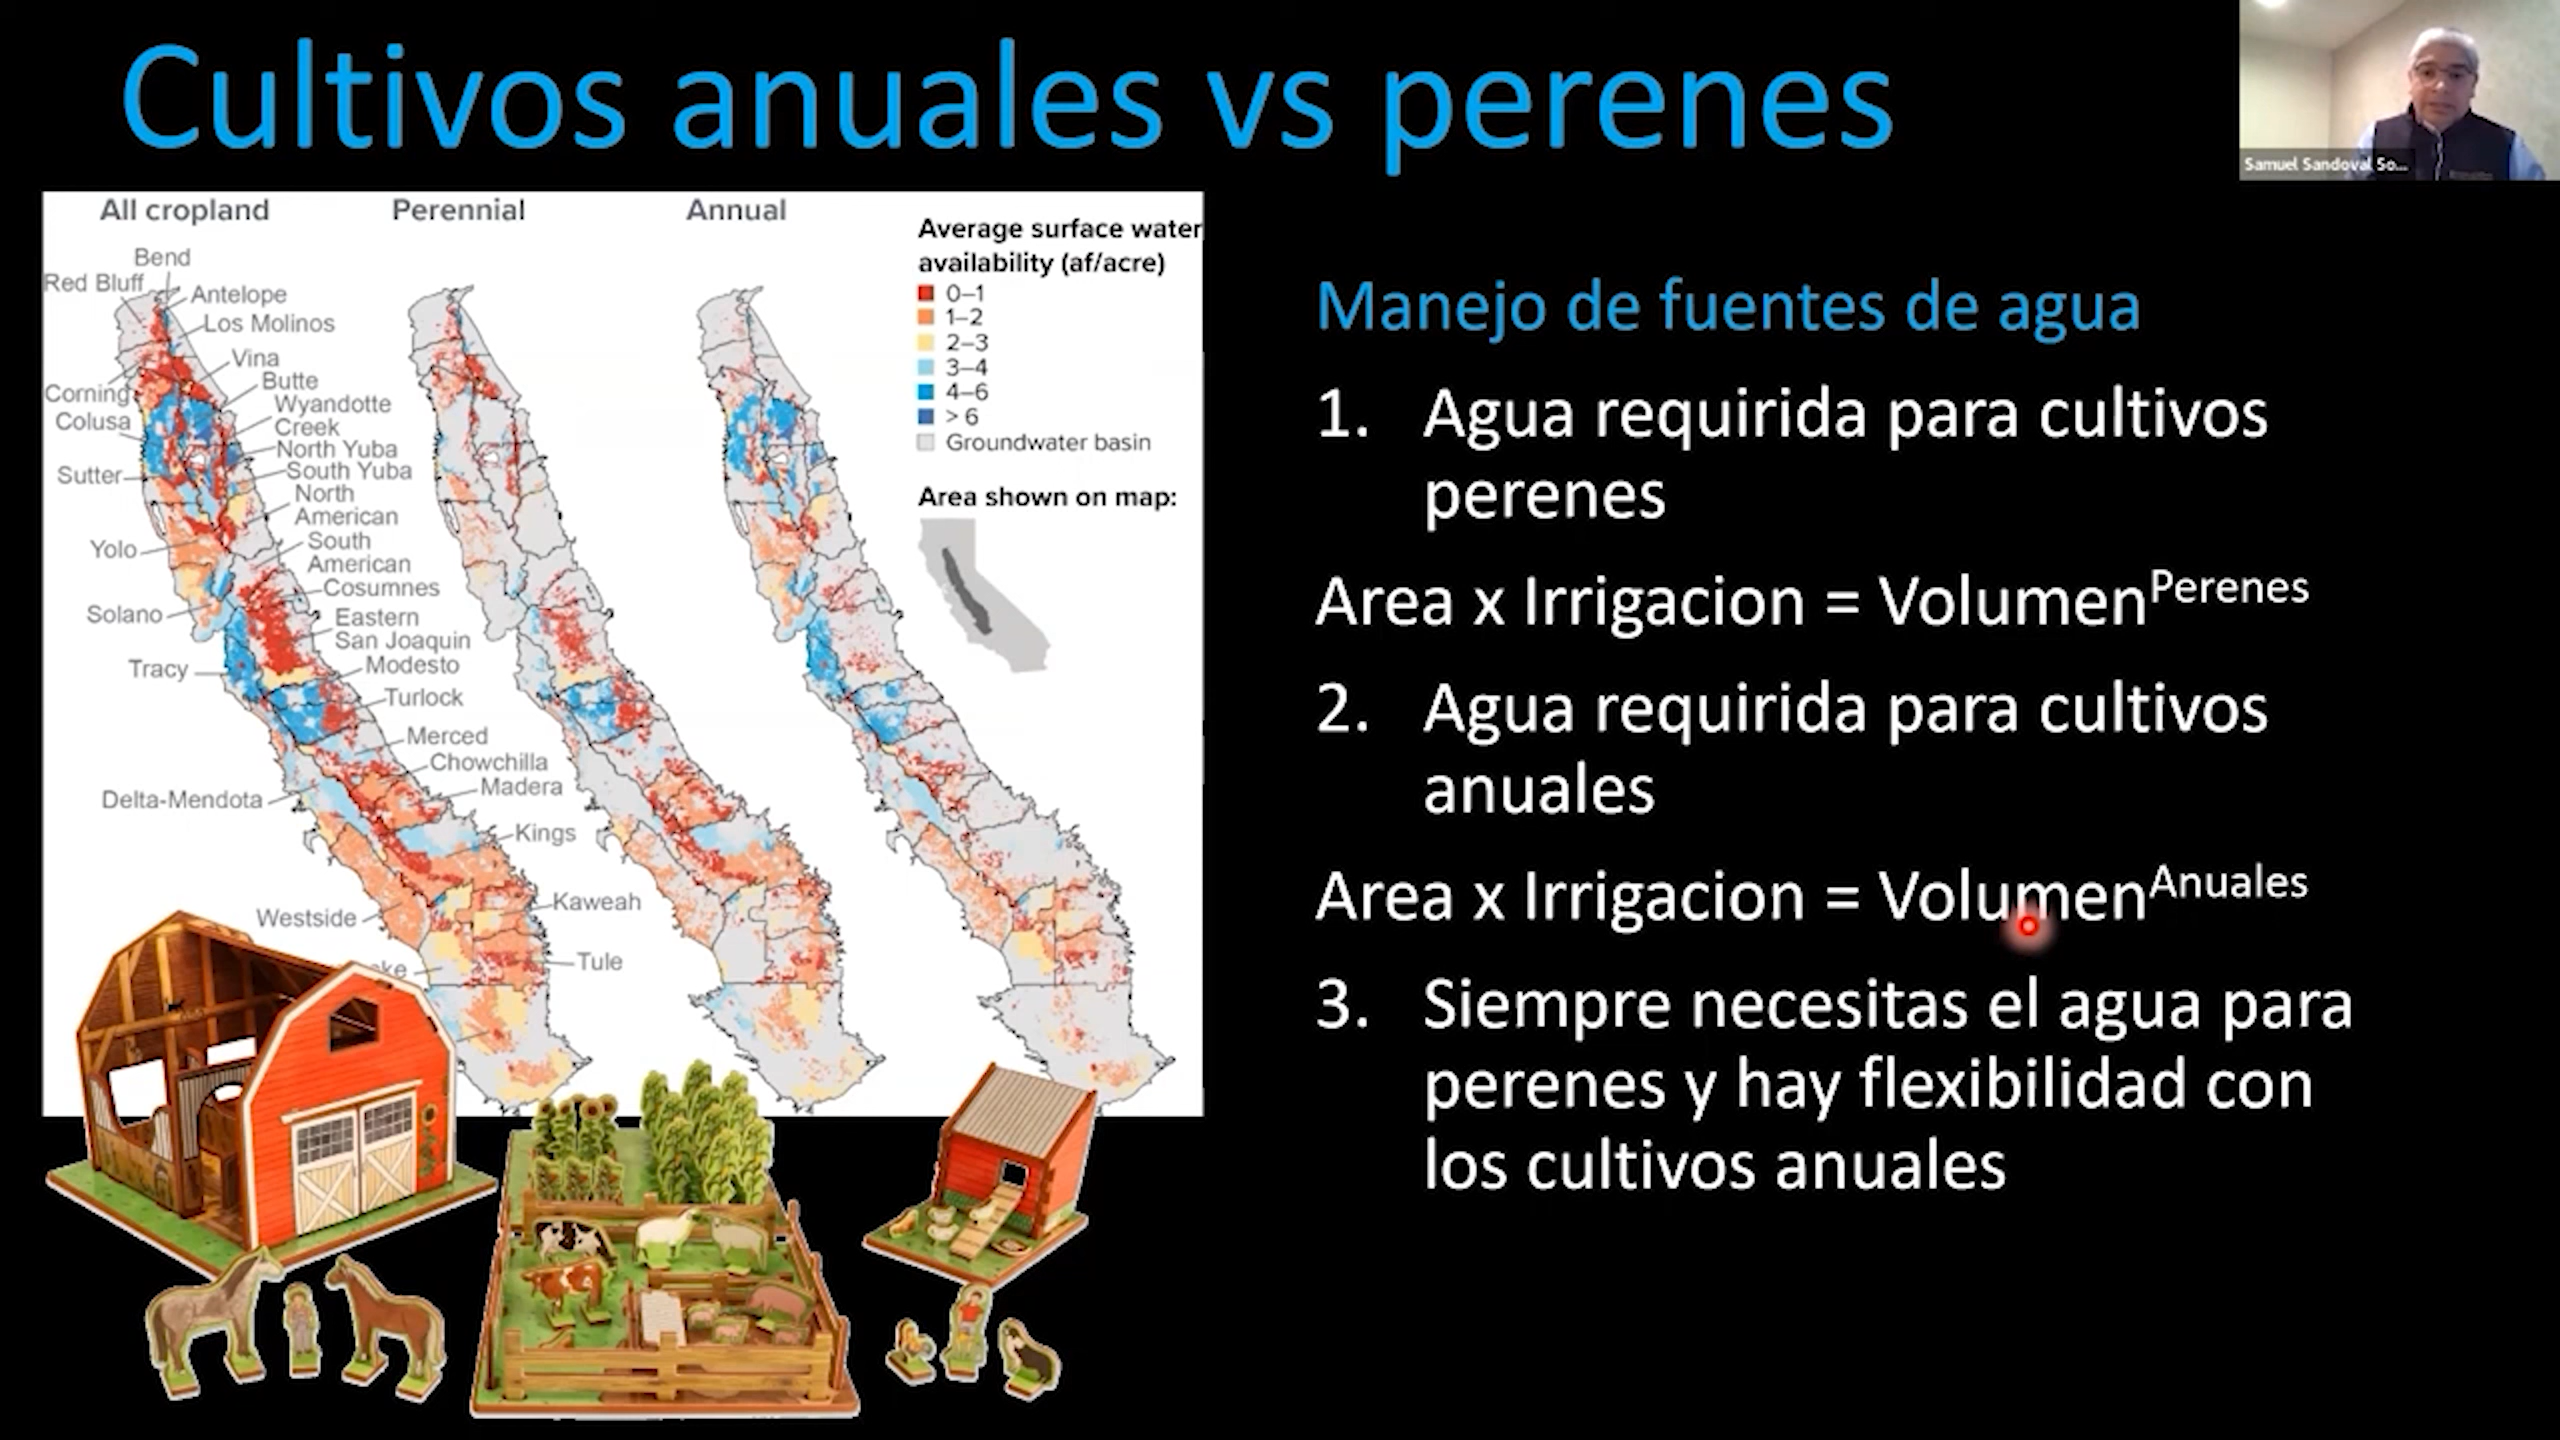 Cultivos anuales vs perenes
Samuel Sandoval So...
All cropland
Perennial
Annual
Average surface water
availability (af/acre)
0–1
1–2
2–3
3–4
4–6
> 6
Groundwater basin
Area shown on map:
Bend
Red Bluff
Antelope
Los Molinos
Vina
Corning
Butte
Colusa
Wyandotte
Creek
North Yuba
Sutter
South Yuba
North
American
Yolo
South
American
Cosumnes
Solano
Eastern
San Joaquin
Tracy
Modesto
Turlock
Merced
Chowchilla
Delta-Mendota
Madera
Kings
Westside
Kaweah
Tule
Manejo de fuentes de agua
1. Agua requirida para cultivos
perenes
Area x Irrigacion = Volumen^Perenes
2. Agua requirida para cultivos
anuales
Area x Irrigacion = Volumen^Anuales
3. Siempre necesitas el agua para
perenes y hay flexibilidad con
los cultivos anuales